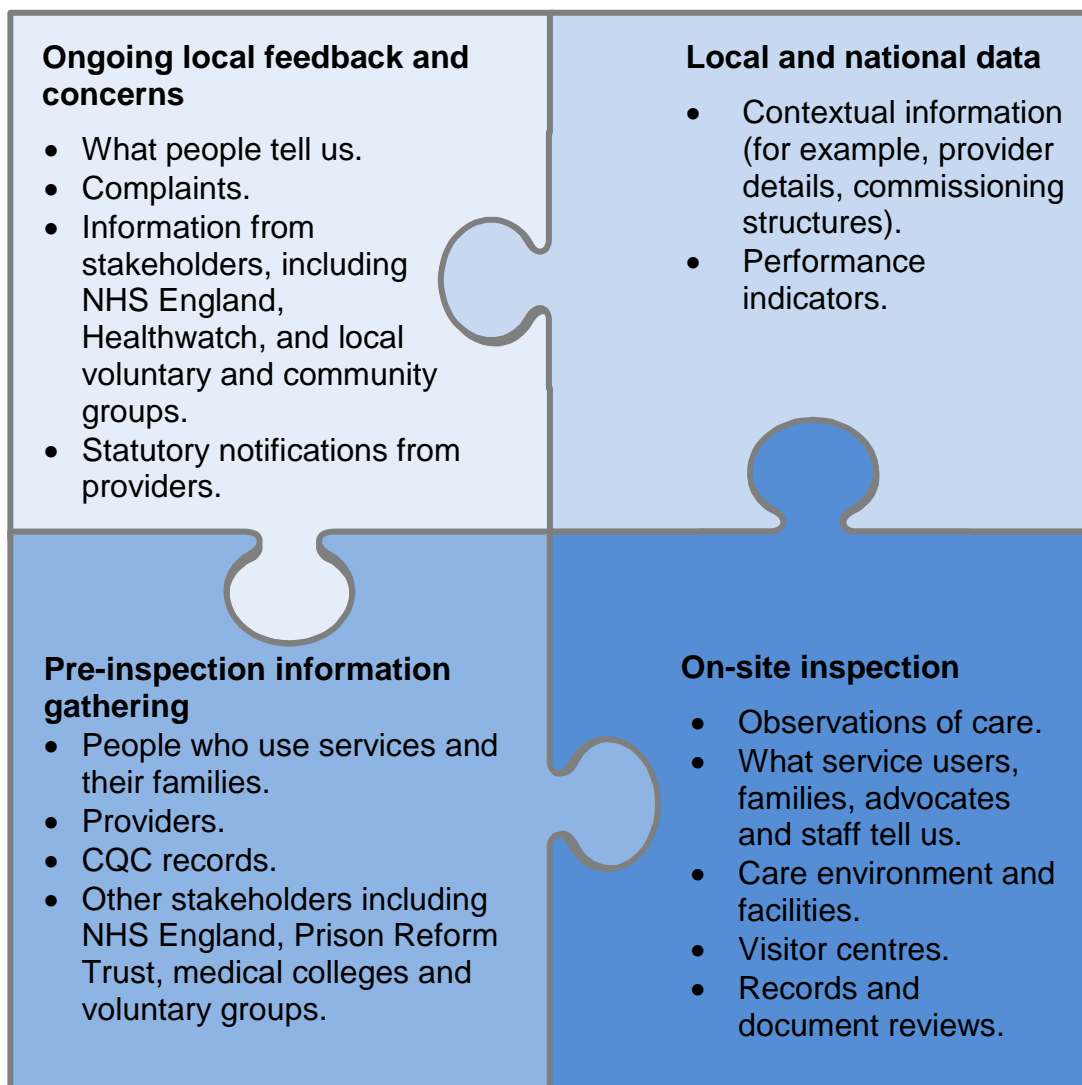 Ongoing local feedback and
concerns
• What people tell us.
• Complaints.
• Information from
stakeholders, including
NHS England,
Healthwatch, and local
voluntary and community
groups.
• Statutory notifications from
providers.
Local and national data
• Contextual information
(for example, provider
details, commissioning
structures).
• Performance
indicators.
Pre-inspection information
gathering
• People who use services and
their families.
• Providers.
• CQC records.
• Other stakeholders including
NHS England, Prison Reform
Trust, medical colleges and
voluntary groups.
On-site inspection
• Observations of care.
• What service users,
families, advocates
and staff tell us.
• Care environment and
facilities.
• Visitor centres.
• Records and
document reviews.